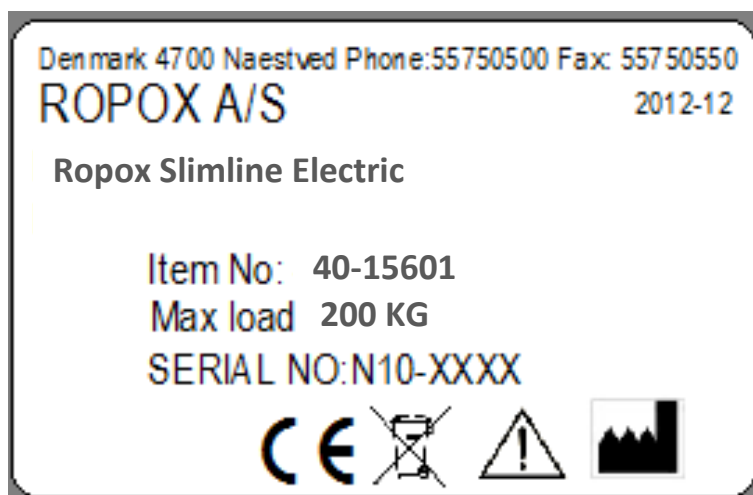 Denmark 4700 Naestved Phone:55750500 Fax: 55750550
ROPOX A/S 2012-12
Ropox Slimline Electric
Item No: 40-15601
Max load 200 KG
SERIAL NO:N10-XXXX
CE